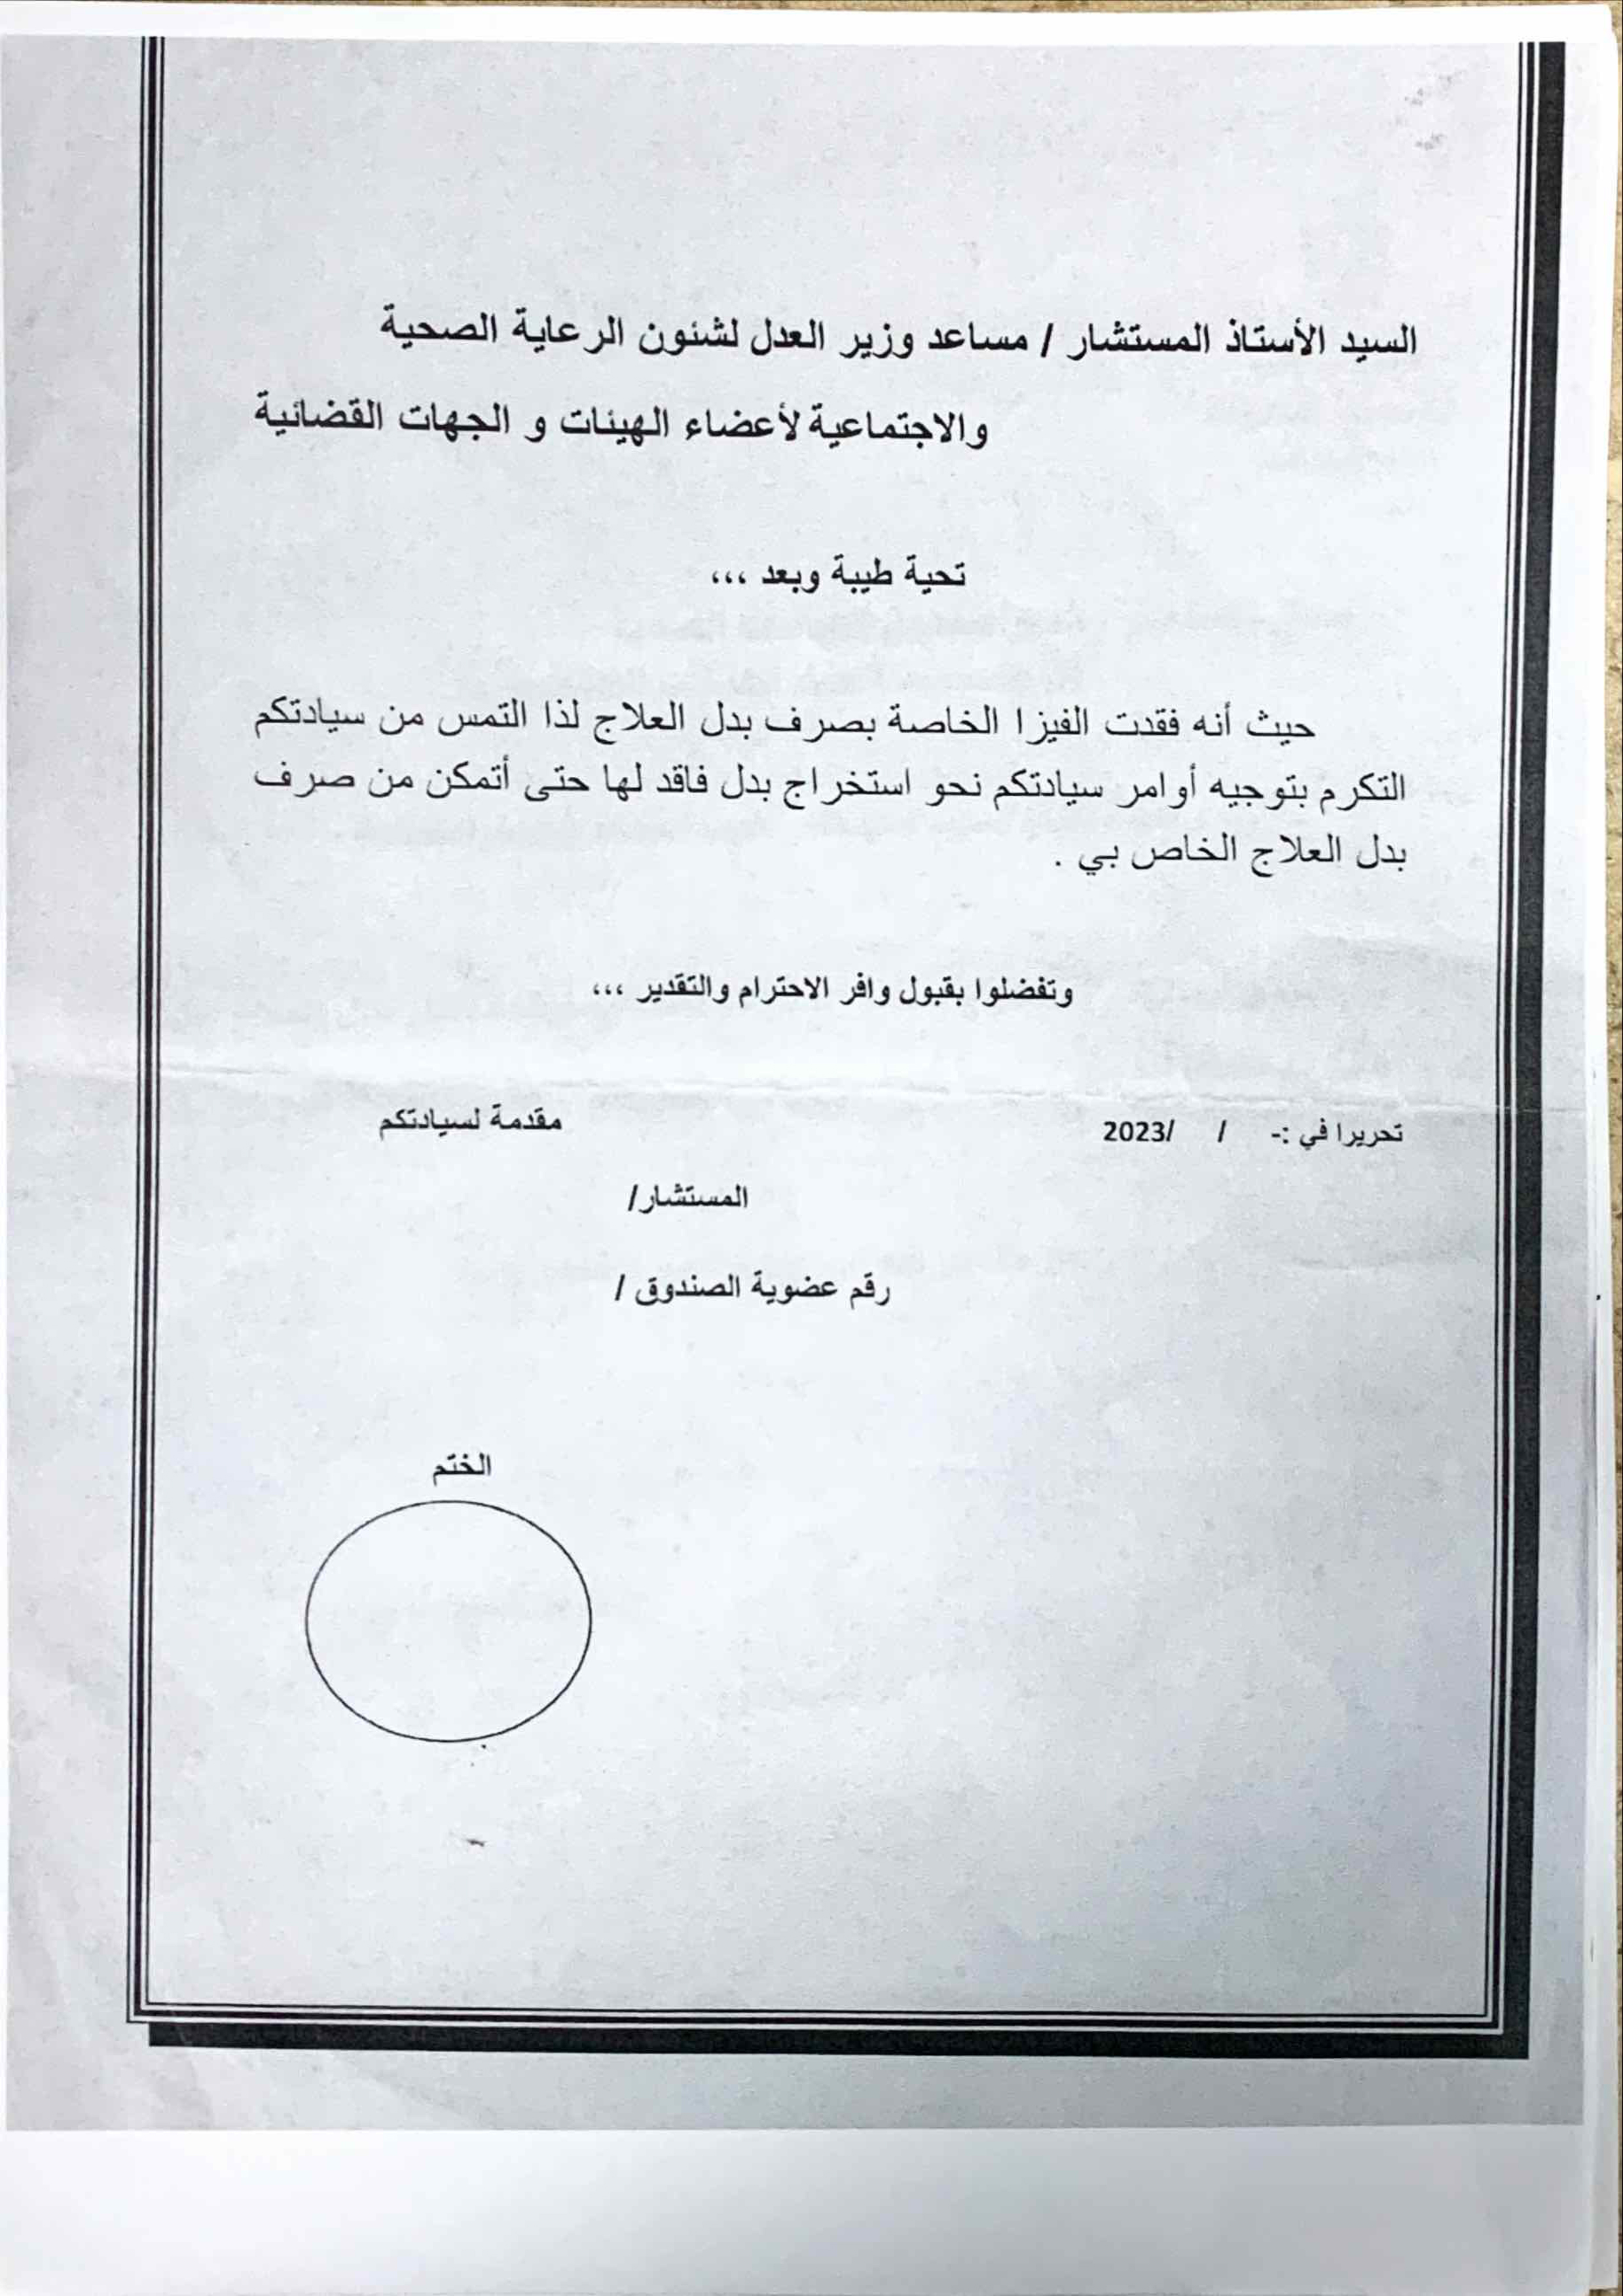 السيد الأستاذ المستشار / مساعد وزير العدل لشئون الرعاية الصحية
والاجتماعية لأعضاء الهيئات و الجهات القضائية
تحية طيبة وبعد ،،،
حيث أنه فقدت الفيزا الخاصة بصرف بدل العلاج لذا التمس من سيادتكم
التكرم بتوجيه أوامر سيادتكم نحو استخراج بدل فاقد لها حتى أتمكن من صرف
بدل العلاج الخاص بي .
وتفضلوا بقبول وافر الاحترام والتقدير ،،،
تحريرا في :- / /2023
مقدمة لسيادتكم
المستشار/
رقم عضوية الصندوق /
الختم